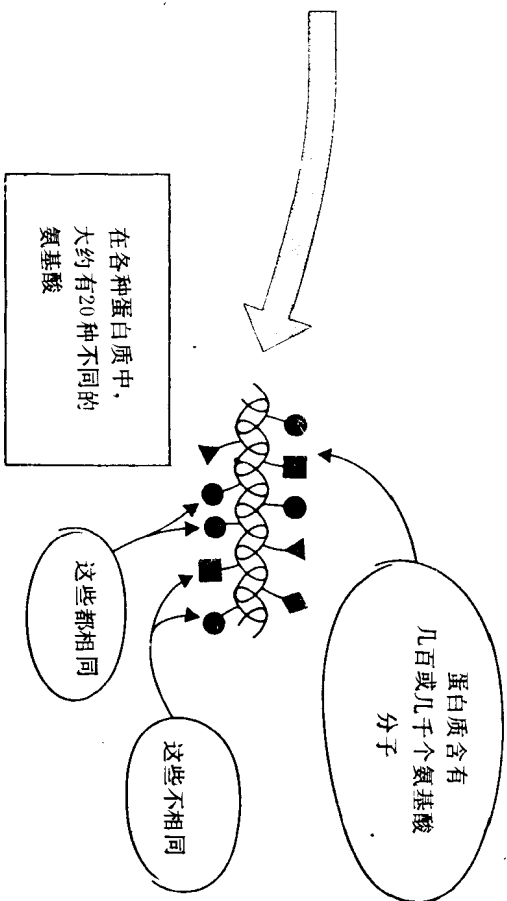 蛋白质含有
几百或几千个氨基酸
分子
在各种蛋白质中，
大约有20种不同的
氨基酸
这些都相同
这些不相同